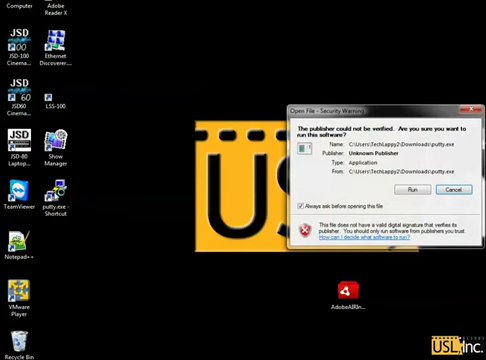 Computer
Adobe
Reader X
JSD
100
JSD-100
Cinema...
Ethernet
Discoverer...
JSD
60
JSD60
Cinema...
LSS-100
JSD
JSD-80
Laptop...
Show
Manager
TeamViewer
putty.exe -
Shortcut
Notepad++
VMware
Player
Recycle Bin
Open File - Security Warning
The publisher could not be verified. Are you sure you want to
run this software?
Name: C:\Users\TechLappy2\Downloads\putty.exe
Publisher: Unknown Publisher
Type: Application
From: C:\Users\TechLappy2\Downloads\putty.exe
Run
Cancel
Always ask before opening this file
This file does not have a valid digital signature that verifies its
publisher. You should only run software from publishers you trust.
How can I decide what software to run?
US
AdobeAIRIn...
USL, Inc.